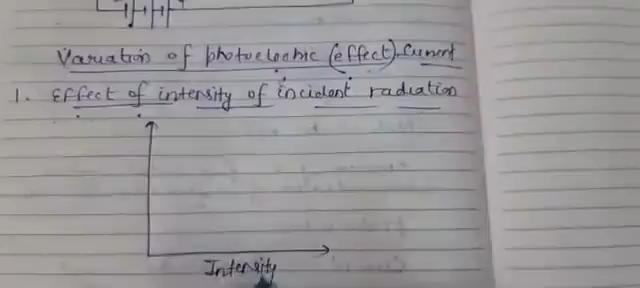 Variation of photoelectric (effect) current
1. Effect of intensity of incident radiation
Intensity